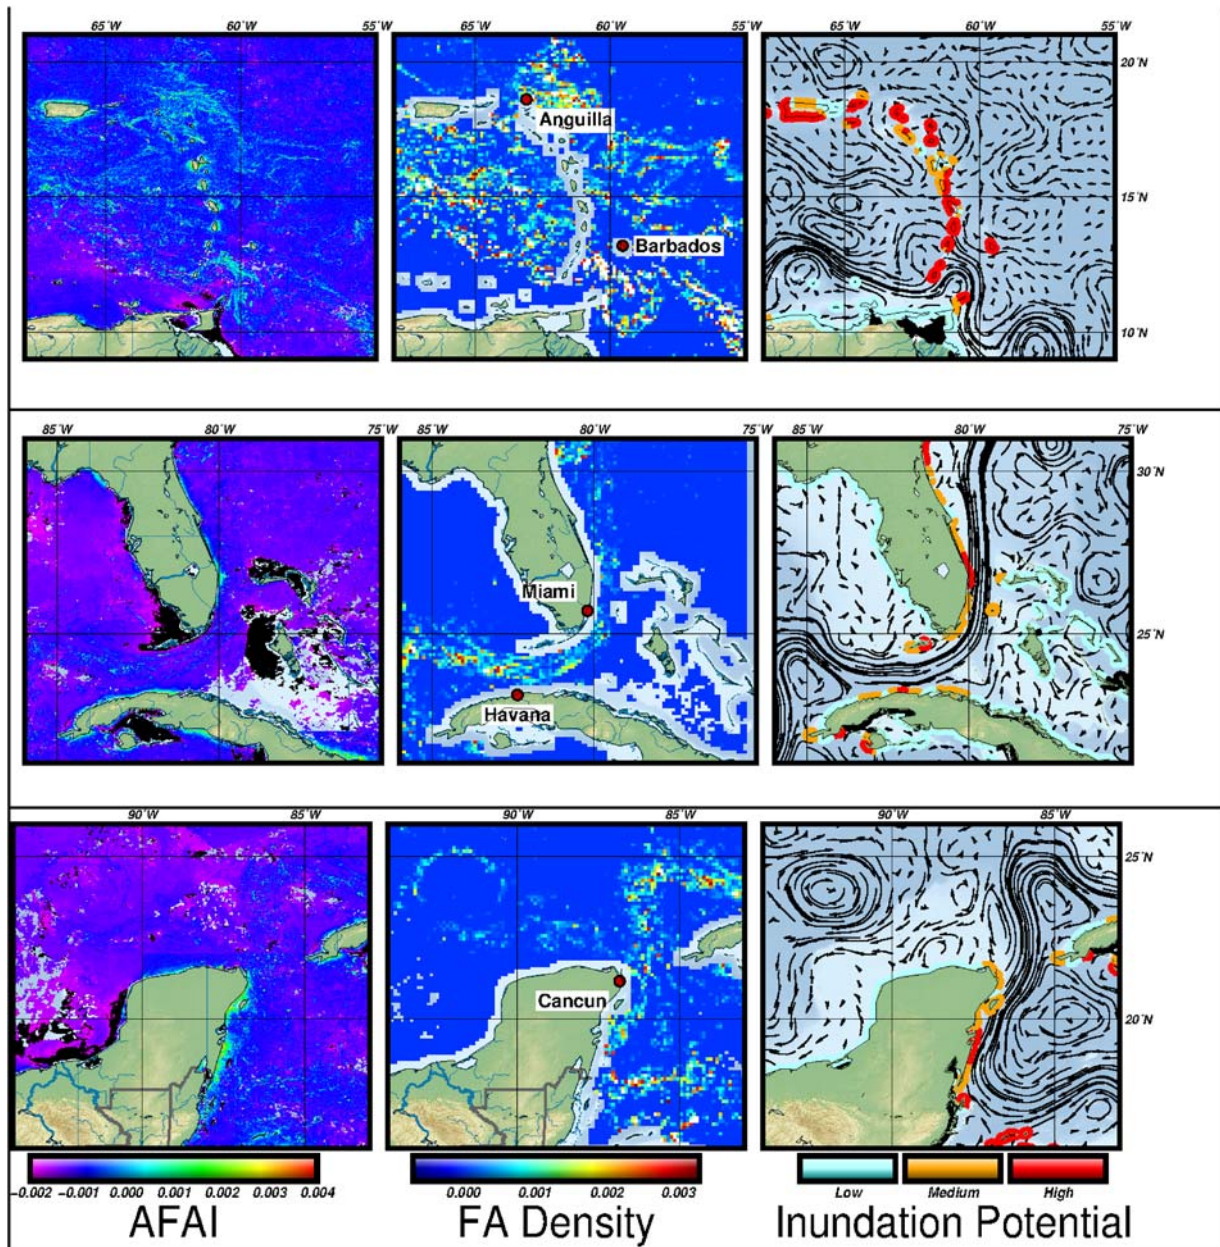 65°W 60°W 55°W 65°W 60°W 55°W 65°W 60°W 55°W
20°N
Anguilla
15°N
Barbados
10°N
85°W 80°W 75°W 85°W 80°W 75°W 85°W 80°W 75°W
30°N
Miami
25°N
Havana
90°W 85°W 90°W 85°W 90°W 85°W
25°N
Cancun
20°N
-0.002 -0.001 0.000 0.001 0.002 0.003 0.004 0.000 0.001 0.002 0.003 Low Medium High
AFAI FA Density Inundation Potential